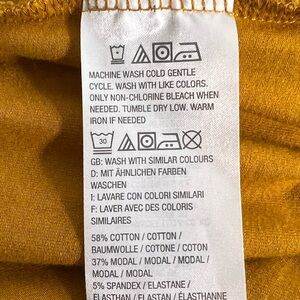 MACHINE WASH COLD GENTLE
CYCLE. WASH WITH LIKE COLORS.
ONLY NON-CHLORINE BLEACH WHEN
NEEDED. TUMBLE DRY LOW. WARM
IRON IF NEEDED
30
GB: WASH WITH SIMILAR COLOURS
D: MIT ÄHNLICHEN FARBEN
WASCHEN
I: LAVARE CON COLORI SIMILARI
F: LAVER AVEC DES COLORIS
SIMILAIRES
58% COTTON / COTTON /
BAUMWOLLE / COTONE / COTON
37% MODAL / MODAL / MODAL /
MODAL / MODAL
5% SPANDEX / ELASTANE /
ELASTHAN / ELASTAN / ÉLASTHANNE